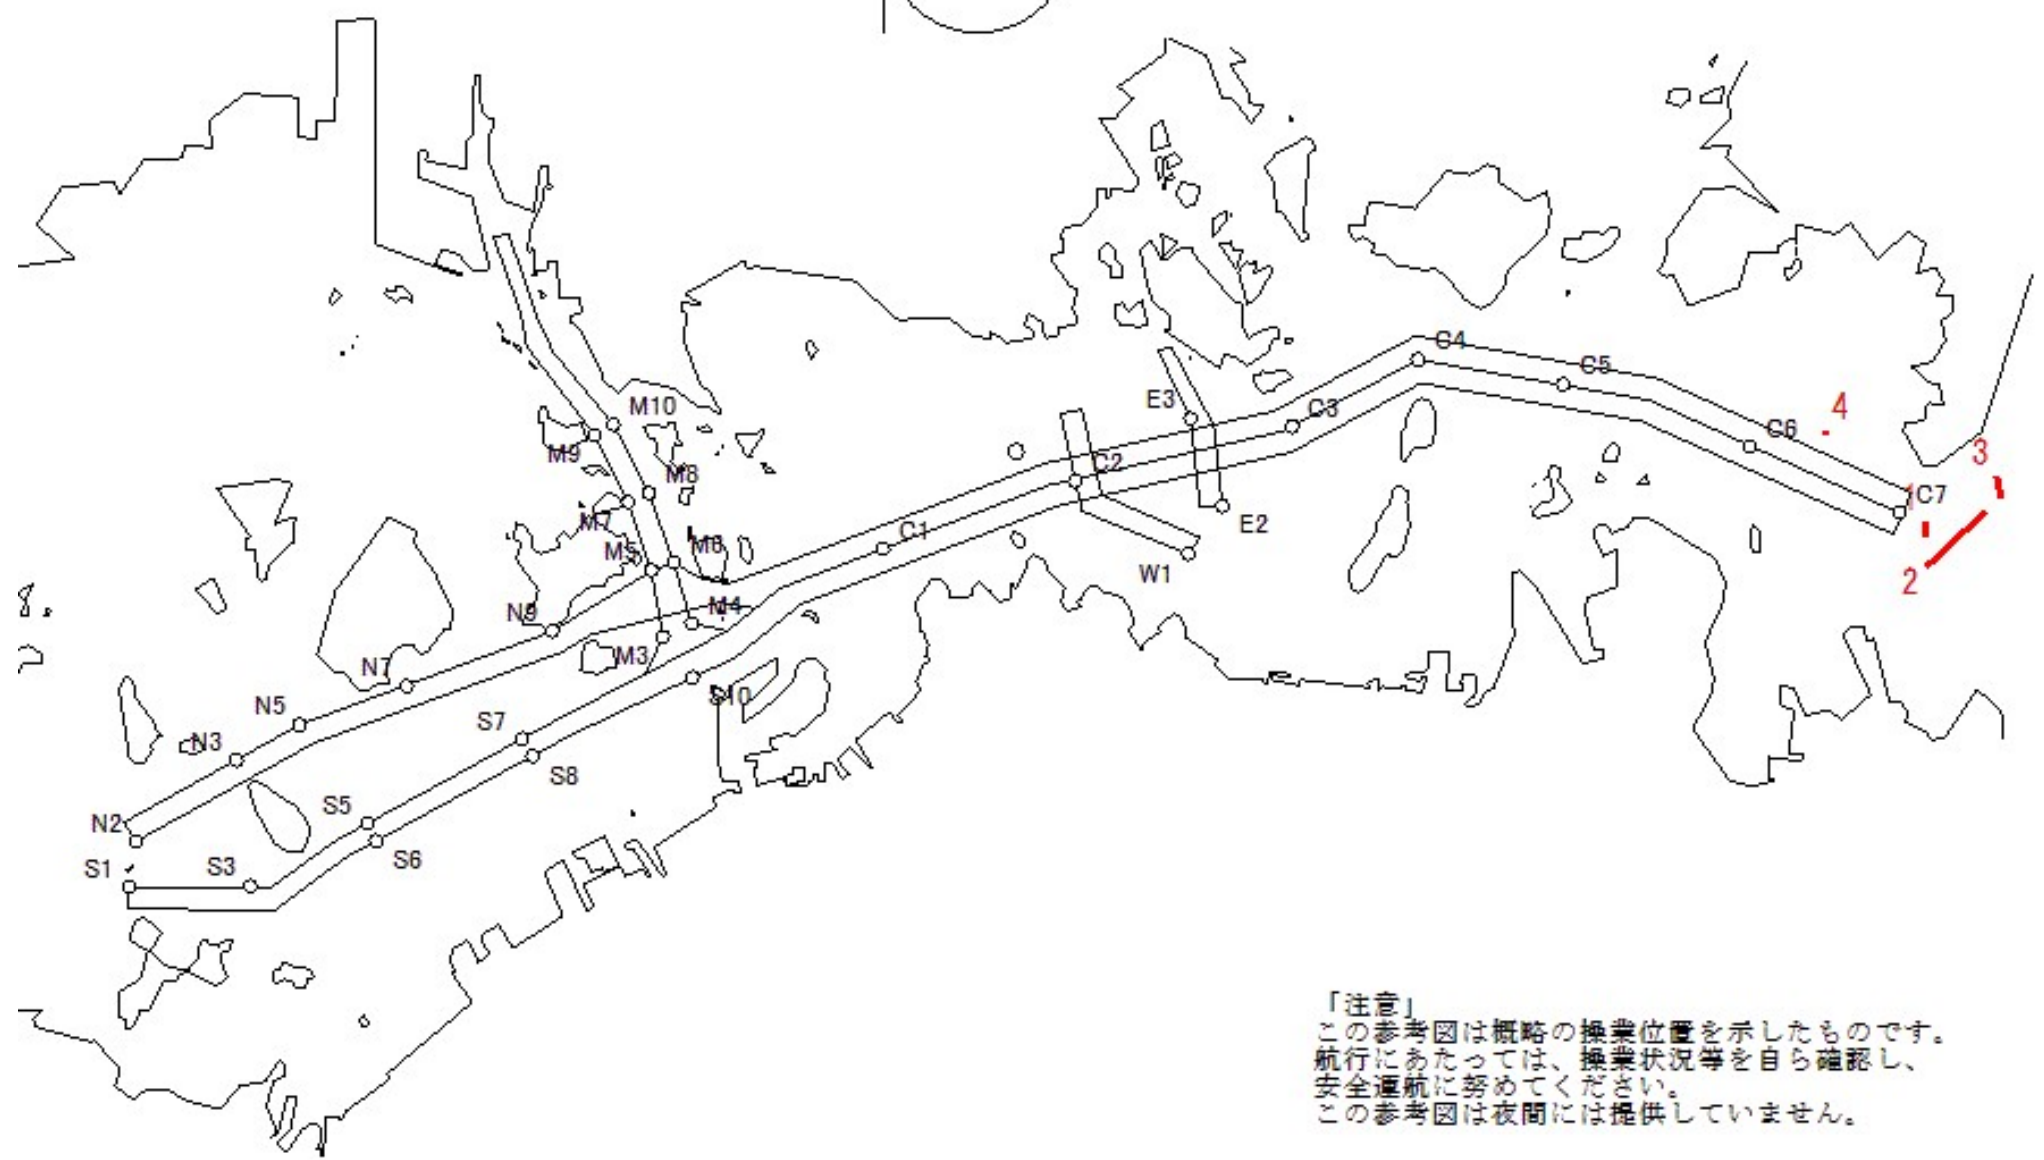 C4
C5
4
E3
M10
C3
C6
M9
C2
3
M8
1
C7
M7
E2
C1
M5
M6
W1
2
N9
M4
M3
N7
S10
N5
S7
N3
S8
S5
N2
S6
S1
S3
「注意」
この参考図は概略の操業位置を示したものです。
航行にあたっては、操業状況等を自ら確認し、
安全運航に努めてください。
この参考図は夜間には提供していません。